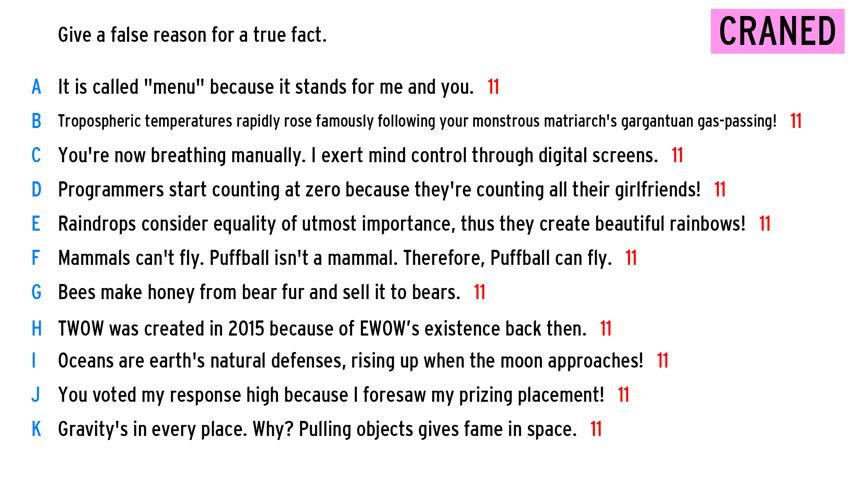 Give a false reason for a true fact.
CRANED
A It is called "menu" because it stands for me and you. 11
B Tropospheric temperatures rapidly rose famously following your monstrous matriarch's gargantuan gas-passing! 11
C You're now breathing manually. I exert mind control through digital screens. 11
D Programmers start counting at zero because they're counting all their girlfriends! 11
E Raindrops consider equality of utmost importance, thus they create beautiful rainbows! 11
F Mammals can't fly. Puffball isn't a mammal. Therefore, Puffball can fly. 11
G Bees make honey from bear fur and sell it to bears. 11
H TWOW was created in 2015 because of EWOW’s existence back then. 11
I Oceans are earth's natural defenses, rising up when the moon approaches! 11
J You voted my response high because I foresaw my prizing placement! 11
K Gravity's in every place. Why? Pulling objects gives fame in space. 11